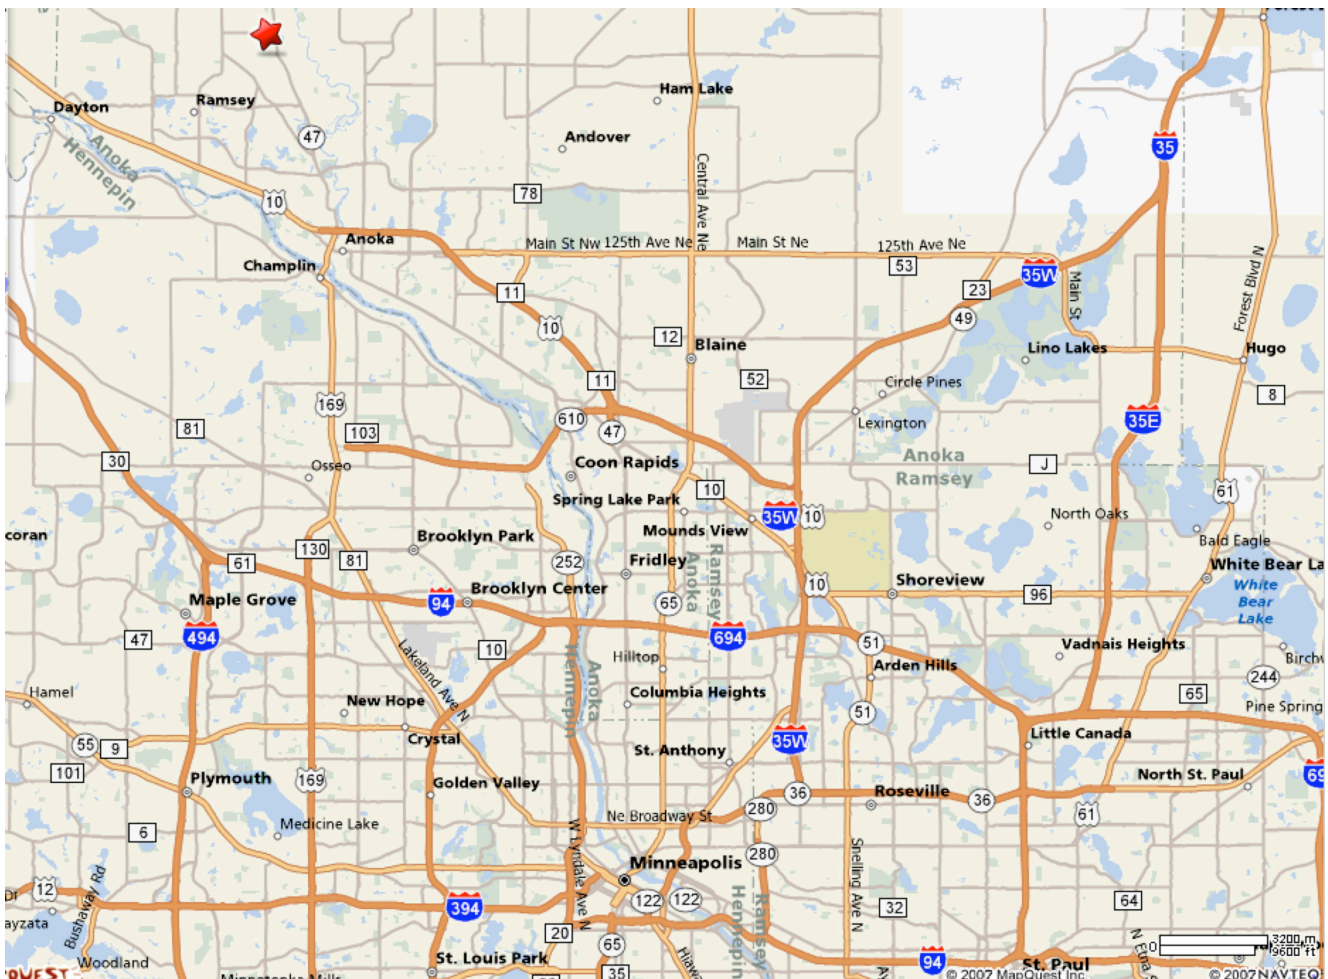 Ham Lake
Dayton
Ramsey
Anoka
Hennepin
47
Andover
35
Central Ave Ne
78
10
Anoka
Main St Nw
125th Ave Ne
Main St Ne
125th Ave Ne
53
Champlin
35W
Main St
Forest Blvd N
11
23
10
49
12
Blaine
Lino Lakes
Hugo
11
52
Circle Pines
8
169
610
47
Lexington
35E
81
103
Anoka
Ramsey
30
Osseo
Coon Rapids
J
10
61
Spring Lake Park
35W
10
North Oaks
Mounds View
coran
Brooklyn Park
Bald Eagle
130
81
61
252
Fridley
Ramsey
Anoka
White Bear La
10
Shoreview
96
White
Bear
Lake
Brooklyn Center
94
65
Maple Grove
47
494
694
51
Lakeland Ave N
10
Hilltop
Vadnais Heights
Arden Hills
Hennepin
Anoka
244
Hamel
New Hope
Columbia Heights
65
Pine Spring
51
55
9
Crystal
35W
Little Canada
St. Anthony
101
Plymouth
169
Golden Valley
North St. Paul
69
36
Roseville
36
280
61
Ne Broadway St
6
Medicine Lake
W Lyndale Ave N
Snelling Ave N
280
Minneapolis
12
Bushaway Rd
122
122
Hennepin
Ramsey
394
32
64
ayzata
20
65
N Etna S
0
3200 m
9600 ft
Woodland
St. Louis Park
35
94
St. Paul
© 2007 MapQuest Inc.
© 2007 NAVTEQ